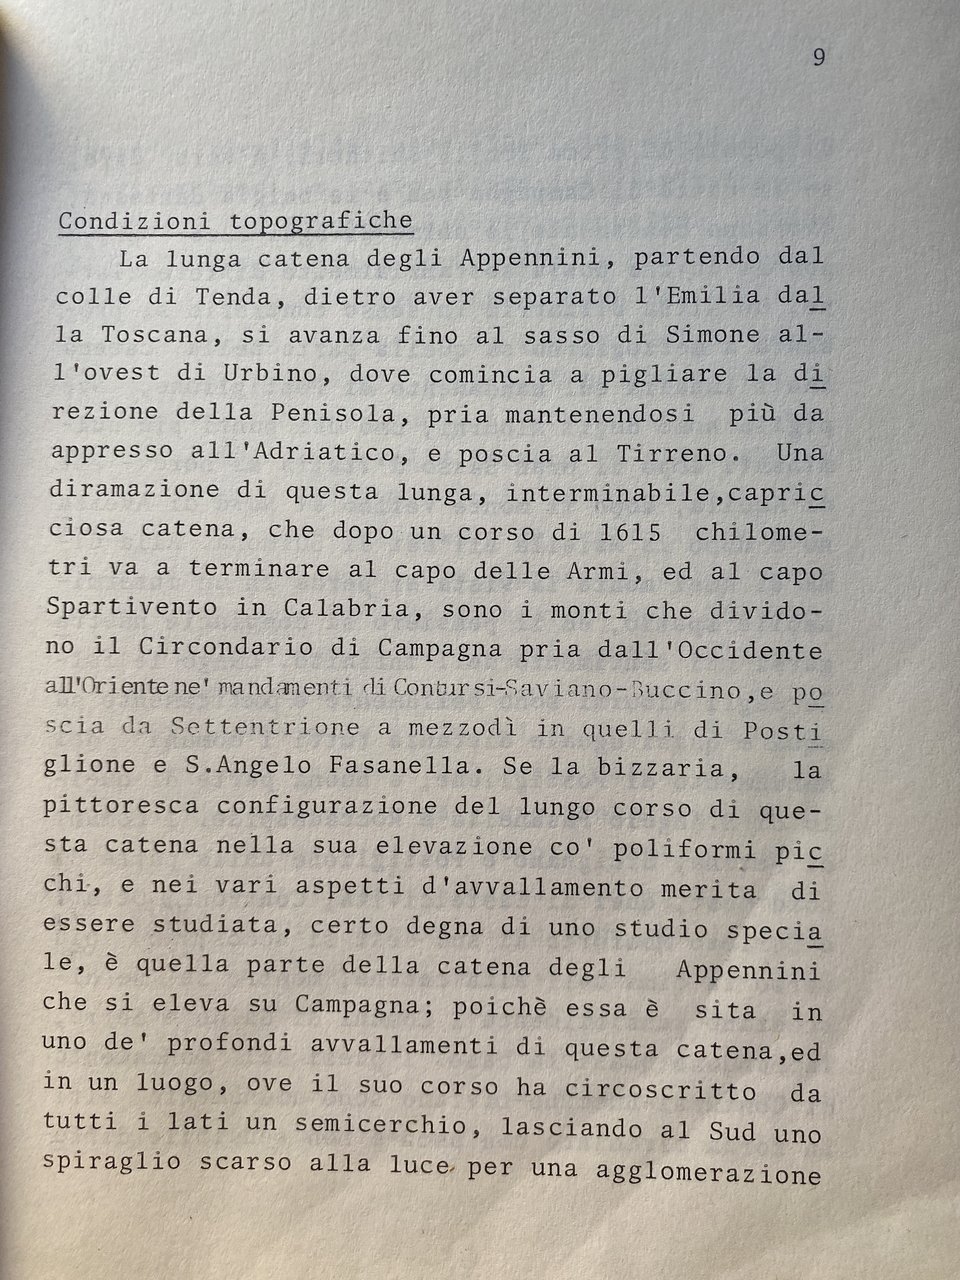 9
Condizioni topografiche
La lunga catena degli Appennini, partendo dal
colle di Tenda, dietro aver separato l'Emilia dal
la Toscana, si avanza fino al sasso di Simone al-
l'ovest di Urbino, dove comincia a pigliare la di
rezione della Penisola, pria mantenendosi più da
appresso all'Adriatico, e poscia al Tirreno. Una
diramazione di questa lunga, interminabile,capric
ciosa catena, che dopo un corso di 1615 chilome-
tri va a terminare al capo delle Armi, ed al capo
Spartivento in Calabria, sono i monti che divido-
no il Circondario di Campagna pria dall'Occidente
all'Oriente ne' mandamenti di Contursi-Saviano-Buccino,e po
scia da Settentrione a mezzodì in quelli di Posti
glione e S.Angelo Fasanella. Se la bizzaria, la
pittoresca configurazione del lungo corso di que-
sta catena nella sua elevazione co' poliformi pic
chi, e nei vari aspetti d'avvallamento merita di
essere studiata, certo degna di uno studio specia
le, è quella parte della catena degli Appennini
che si eleva su Campagna; poichè essa è sita in
uno de' profondi avvallamenti di questa catena,ed
in un luogo, ove il suo corso ha circoscritto da
tutti i lati un semicerchio, lasciando al Sud uno
spiraglio scarso alla luce per una agglomerazione